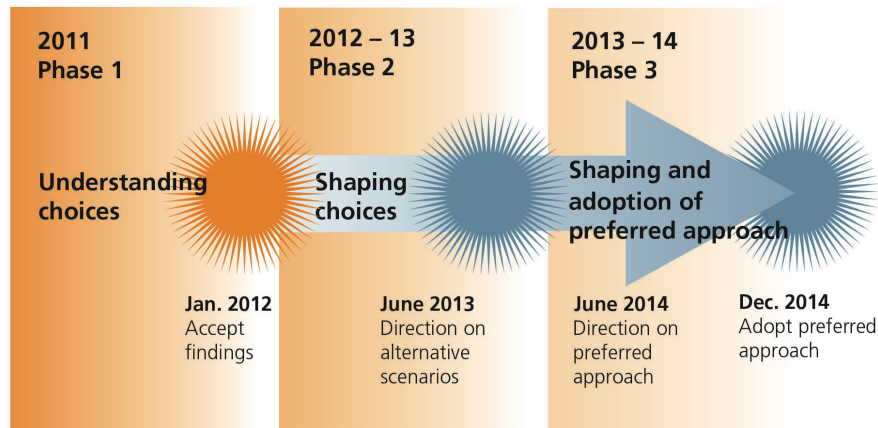 2011
Phase 1
2012 – 13
Phase 2
2013 – 14
Phase 3
Understanding
choices
Shaping
choices
Shaping and
adoption of
preferred approach
Jan. 2012
Accept
findings
June 2013
Direction on
alternative
scenarios
June 2014
Direction on
preferred
approach
Dec. 2014
Adopt preferred
approach